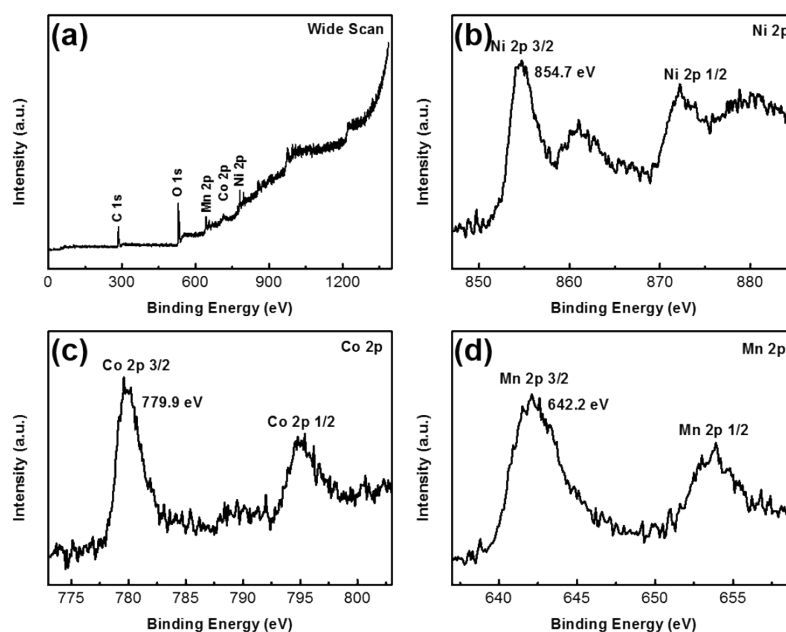 (a)
Wide Scan
Intensity (a.u.)
C 1s
O 1s
Mn 2p
Co 2p
Ni 2p
0 300 600 900 1200
Binding Energy (eV)
(b)
Ni 2p
Ni 2p 3/2
854.7 eV
Ni 2p 1/2
Intensity (a.u.)
850 860 870 880
Binding Energy (eV)
(c)
Co 2p
Co 2p 3/2
779.9 eV
Co 2p 1/2
Intensity (a.u.)
775 780 785 790 795 800
Binding Energy (eV)
(d)
Mn 2p
Mn 2p 3/2
642.2 eV
Mn 2p 1/2
Intensity (a.u.)
640 645 650 655
Binding Energy (eV)